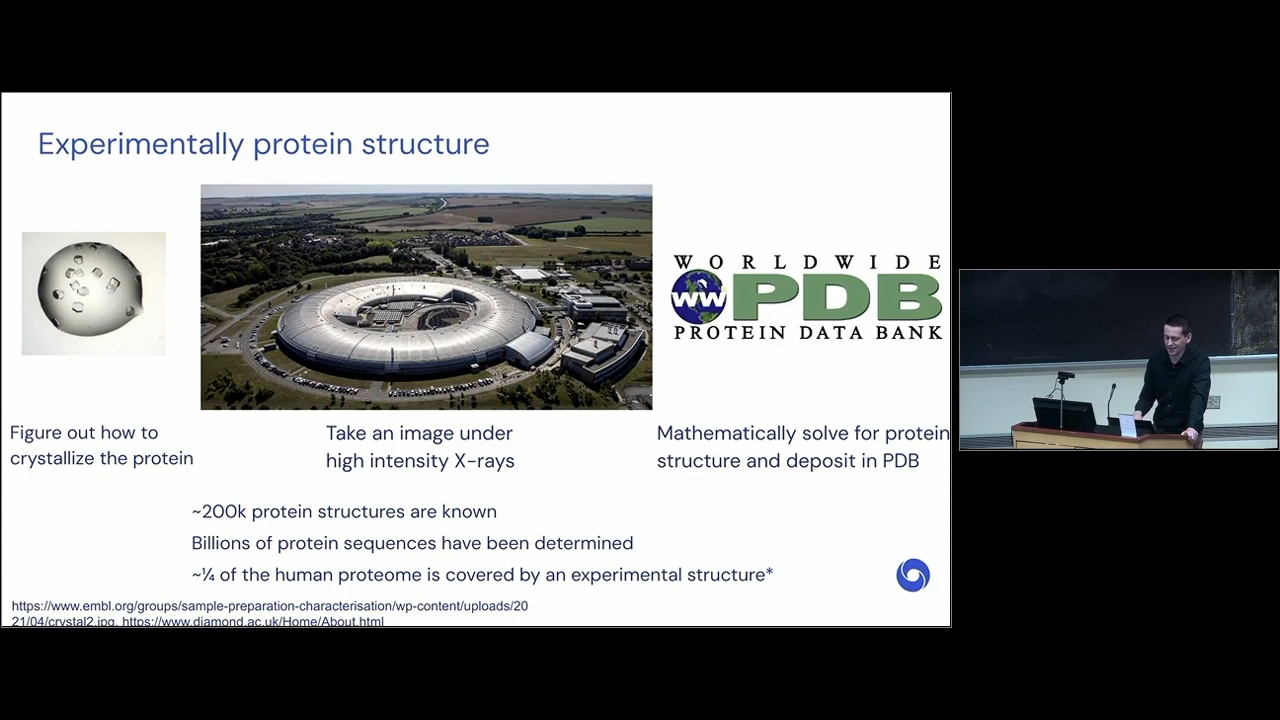 Experimentally protein structure
WORLDWIDE
ww PDB
PROTEIN DATA BANK
Figure out how to
crystallize the protein
Take an image under
high intensity X-rays
Mathematically solve for protein
structure and deposit in PDB
~200k protein structures are known
Billions of protein sequences have been determined
~¼ of the human proteome is covered by an experimental structure*
https://www.embl.org/groups/sample-preparation-characterisation/wp-content/uploads/20
21/04/crystal2.jpg, https://www.diamond.ac.uk/Home/About.html